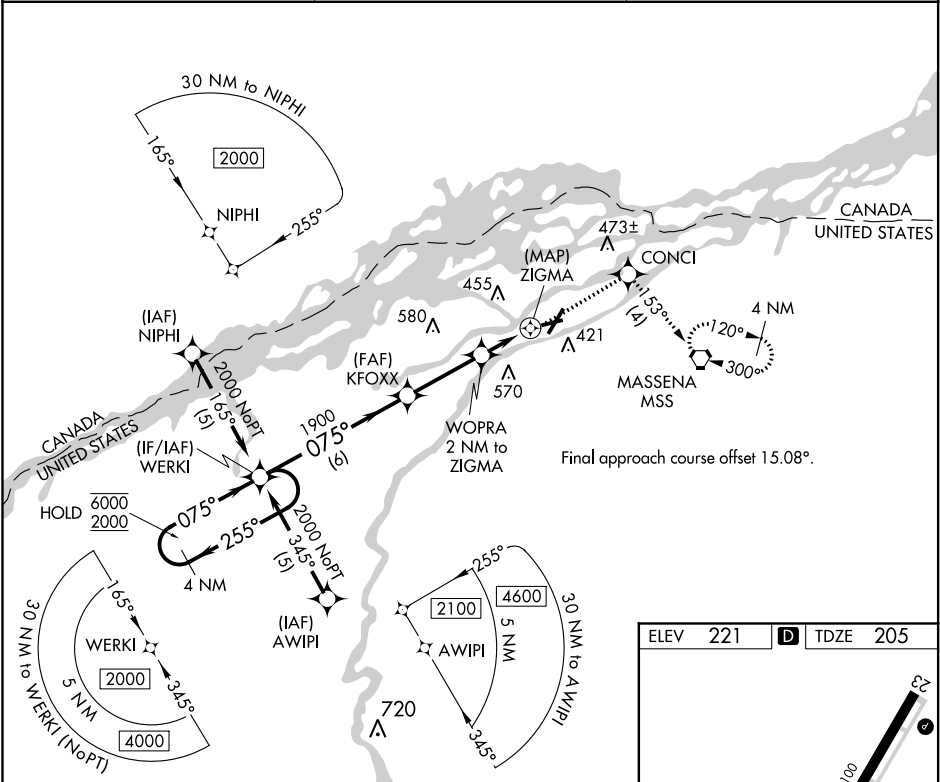 30 NM to NIPHI
165°
2000
NIPHI
255°
CANADA
UNITED STATES
473±
(MAP)
ZIGMA
CONCI
455
153°
(4)
4 NM
120°
300°
580
421
(IAF)
NIPHI
(FAF)
KFOXX
570
MASSENA
MSS
2000 NoPT
165°
(5)
WOPRA
2 NM to
ZIGMA
1900
075°
(6)
CANADA
UNITED STATES
(IF/IAF)
WERKI
Final approach course offset 15.08°.
HOLD
6000
2000
075°
255°
4 NM
2000 NoPT
345°
(5)
(IAF)
AWIPI
165°
WERKI
2000
5 NM
345°
4000
30 NM to WERKI (NoPT)
255°
2100
4600
5 NM
AWIPI
30 NM to AWIPI
345°
720
ELEV 221
D
TDZE 205
23
P
100